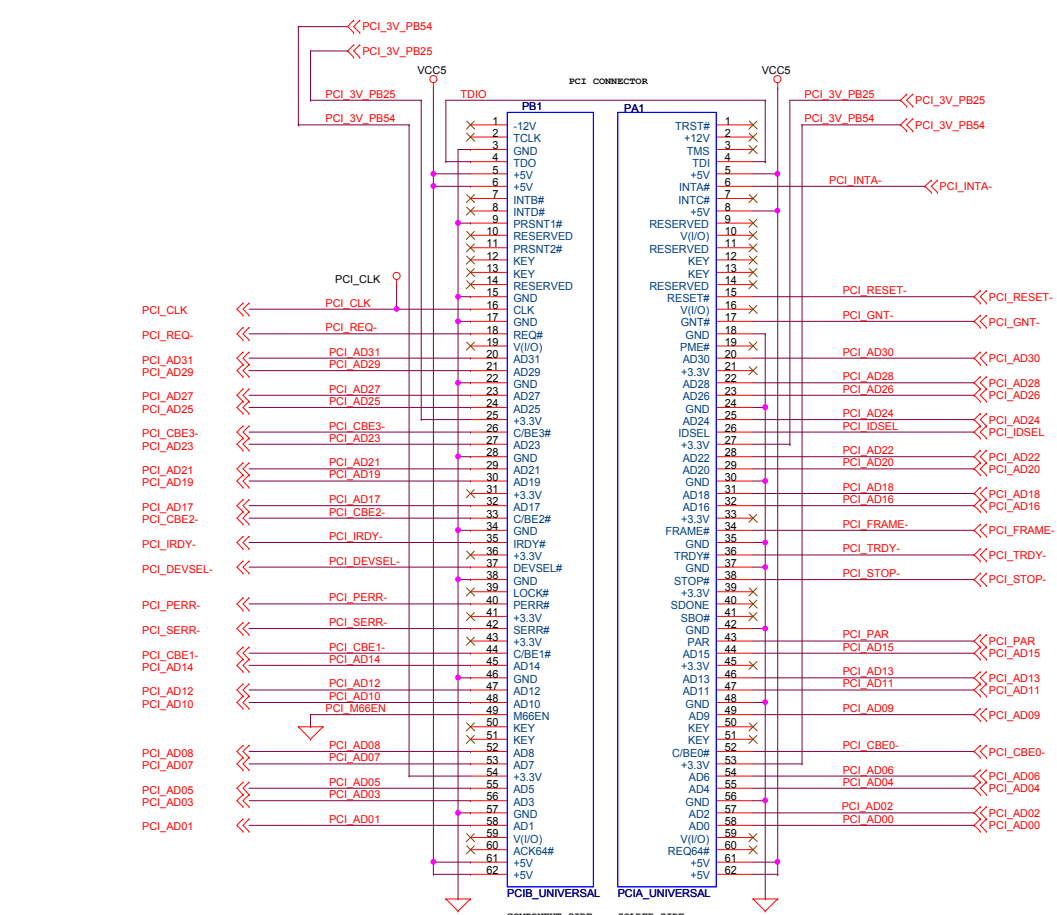 PCI_3V_PB54
PCI_3V_PB25
VCC5
VCC5
PCI CONNECTOR
PCI_3V_PB25 TDIO PCI_3V_PB25 PCI_3V_PB25
PB1 PA1
PCI_3V_PB54 PCI_3V_PB54 PCI_3V_PB54
1 -12V TRST# 1
2 TCLK +12V 2
3 GND TMS 3
4 TDO TDI 4
5 +5V +5V 5
6 +5V INTA# 6 PCI_INTA- PCI_INTA-
7 INTB# INTC# 7
8 INTD# +5V 8
9 PRSNT1# RESERVED 9
10 RESERVED V(I/O) 10
11 PRSNT2# RESERVED 11
12 KEY KEY 12
13 KEY KEY 13
PCI_CLK
14 RESERVED RESERVED 14
15 GND RESET# 15 PCI_RESET- PCI_RESET-
PCI_CLK PCI_CLK 16 CLK V(I/O) 16
17 GND GNT# 17 PCI_GNT- PCI_GNT-
PCI_REQ- PCI_REQ- 18 REQ# GND 18
19 V(I/O) PME# 19
PCI_AD31 PCI_AD31 20 AD31 AD30 20 PCI_AD30 PCI_AD30
PCI_AD29 PCI_AD29 21 AD29 +3.3V 21
22 GND AD28 22 PCI_AD28 PCI_AD28
PCI_AD27 PCI_AD27 23 AD27 AD26 23 PCI_AD26 PCI_AD26
PCI_AD25 PCI_AD25 24 AD25 GND 24
25 +3.3V AD24 25 PCI_AD24 PCI_AD24
PCI_CBE3- PCI_CBE3- 26 C/BE3# IDSEL 26 PCI_IDSEL PCI_IDSEL
PCI_AD23 PCI_AD23 27 AD23 +3.3V 27
28 GND AD22 28 PCI_AD22 PCI_AD22
PCI_AD21 PCI_AD21 29 AD21 AD20 29 PCI_AD20 PCI_AD20
PCI_AD19 PCI_AD19 30 AD19 GND 30
31 +3.3V AD18 31 PCI_AD18 PCI_AD18
PCI_AD17 PCI_AD17 32 AD17 AD16 32 PCI_AD16 PCI_AD16
PCI_CBE2- PCI_CBE2- 33 C/BE2# +3.3V 33
34 GND FRAME# 34 PCI_FRAME- PCI_FRAME-
PCI_IRDY- PCI_IRDY- 35 IRDY# GND 35
36 +3.3V TRDY# 36 PCI_TRDY- PCI_TRDY-
PCI_DEVSEL- PCI_DEVSEL- 37 DEVSEL# GND 37
38 GND STOP# 38 PCI_STOP- PCI_STOP-
39 LOCK# +3.3V 39
PCI_PERR- PCI_PERR- 40 PERR# SDONE 40
41 +3.3V SBO# 41
PCI_SERR- PCI_SERR- 42 SERR# GND 42
43 +3.3V PAR 43 PCI_PAR PCI_PAR
PCI_CBE1- PCI_CBE1- 44 C/BE1# AD15 44 PCI_AD15 PCI_AD15
PCI_AD14 PCI_AD14 45 AD14 +3.3V 45
46 GND AD13 46 PCI_AD13 PCI_AD13
PCI_AD12 PCI_AD12 47 AD12 AD11 47 PCI_AD11 PCI_AD11
PCI_AD10 PCI_AD10 48 AD10 GND 48
PCI_M66EN 49 M66EN AD9 49 PCI_AD09 PCI_AD09
50 KEY KEY 50
51 KEY KEY 51
PCI_AD08 PCI_AD08 52 AD8 C/BE0# 52 PCI_CBE0- PCI_CBE0-
PCI_AD07 PCI_AD07 53 AD7 +3.3V 53
54 +3.3V AD6 54 PCI_AD06 PCI_AD06
PCI_AD05 PCI_AD05 55 AD5 AD4 55 PCI_AD04 PCI_AD04
PCI_AD03 PCI_AD03 56 AD3 GND 56
57 GND AD2 57 PCI_AD02 PCI_AD02
PCI_AD01 PCI_AD01 58 AD1 AD0 58 PCI_AD00 PCI_AD00
59 V(I/O) V(I/O) 59
60 ACK64# REQ64# 60
61 +5V +5V 61
62 +5V +5V 62
PCIB_UNIVERSAL PCIA_UNIVERSAL
COMPONENT SIDE SOLDER SIDE